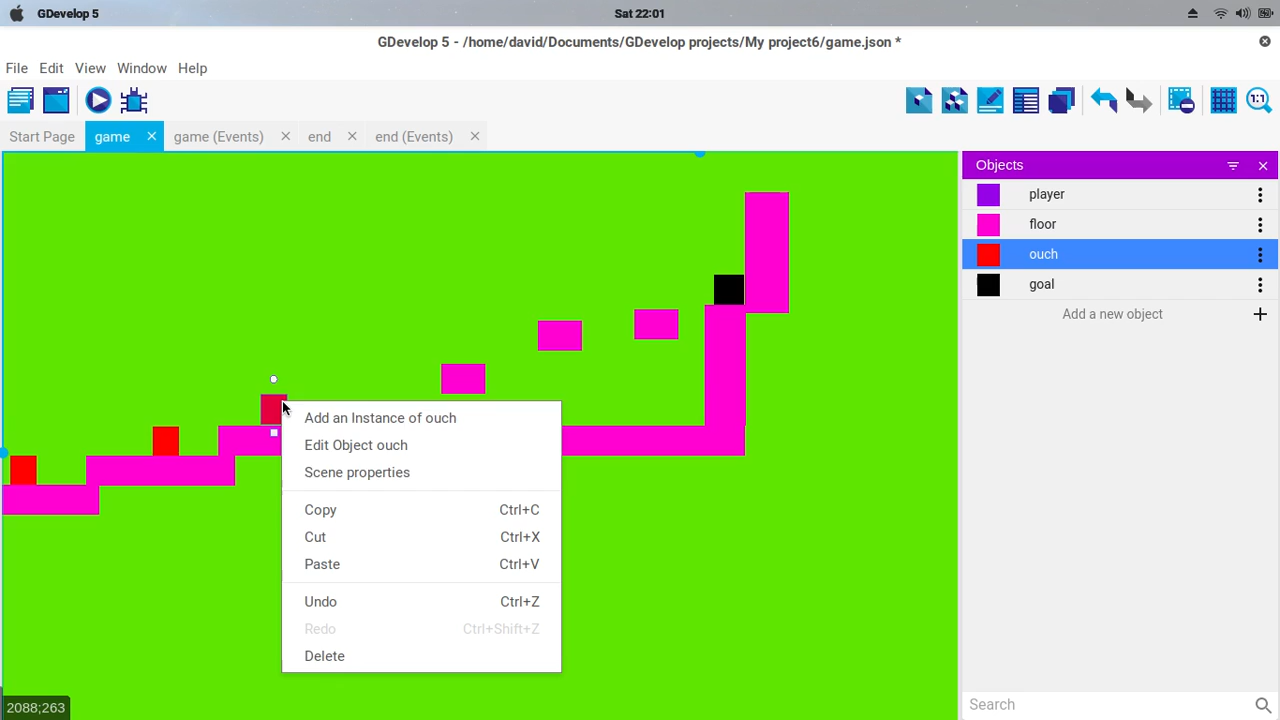 GDevelop 5
Sat 22:01
GDevelop 5 - /home/david/Documents/GDevelop projects/My project6/game.json *
File Edit View Window Help
1:1
Start Page game game (Events) end end (Events)
Objects
player
floor
ouch
goal
Add a new object
Add an Instance of ouch
Edit Object ouch
Scene properties
Copy Ctrl+C
Cut Ctrl+X
Paste Ctrl+V
Undo Ctrl+Z
Redo Ctrl+Shift+Z
Delete
2088;263
Search